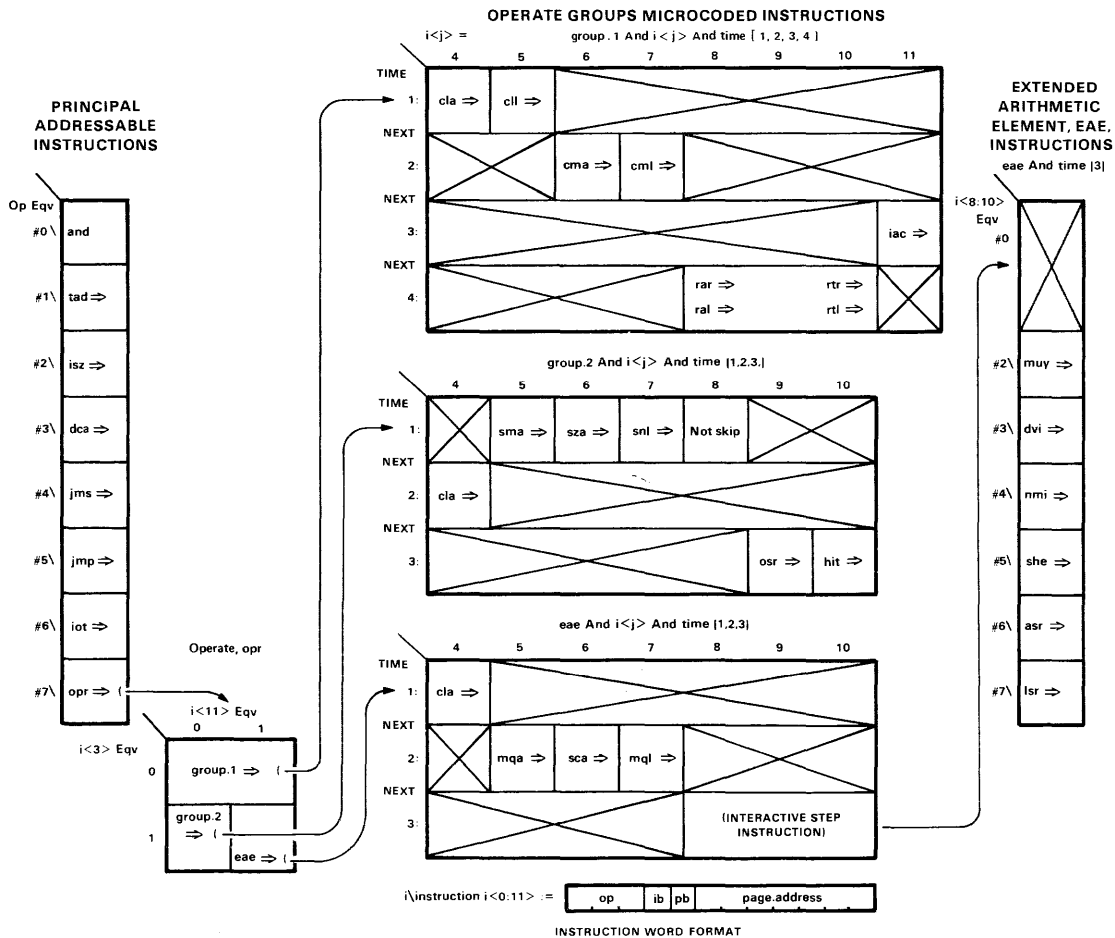 OPERATE GROUPS MICROCODED INSTRUCTIONS
i<j> = group.1 And i<j> And time [ 1, 2, 3, 4 ]
4 5 6 7 8 9 10 11
TIME
1: cla ⇒ cll ⇒
NEXT
2: cma ⇒ cml ⇒
NEXT
3: iac ⇒
NEXT
4: rar ⇒ rtr ⇒
ral ⇒ rtl ⇒
PRINCIPAL
ADDRESSABLE
INSTRUCTIONS
Op Eqv
#0\ and
#1\ tad ⇒
#2\ isz ⇒
#3\ dca ⇒
#4\ jms ⇒
#5\ jmp ⇒
#6\ iot ⇒
#7\ opr ⇒ (
Operate, opr
i<11> Eqv
0 1
i<3> Eqv
0 group.1 ⇒ (
1 group.2
⇒ (
eae ⇒ (
group.2 And i<j> And time |1,2,3,|
4 5 6 7 8 9 10
TIME
1: sma ⇒ sza ⇒ snl ⇒ Not skip
NEXT
2: cla ⇒
NEXT
3: osr ⇒ hlt ⇒
eae And i<j> And time |1,2,3|
4 5 6 7 8 9 10
TIME
1: cla ⇒
NEXT
2: mqa ⇒ sca ⇒ mql ⇒
NEXT
3: (INTERACTIVE STEP
INSTRUCTION)
EXTENDED
ARITHMETIC
ELEMENT, EAE,
INSTRUCTIONS
eae And time |3|
i<8:10>
Eqv
#0
#2\ muy ⇒
#3\ dvi ⇒
#4\ nmi ⇒
#5\ she ⇒
#6\ asr ⇒
#7\ lsr ⇒
i\instruction i<0:11> := op ib pb page.address
INSTRUCTION WORD FORMAT